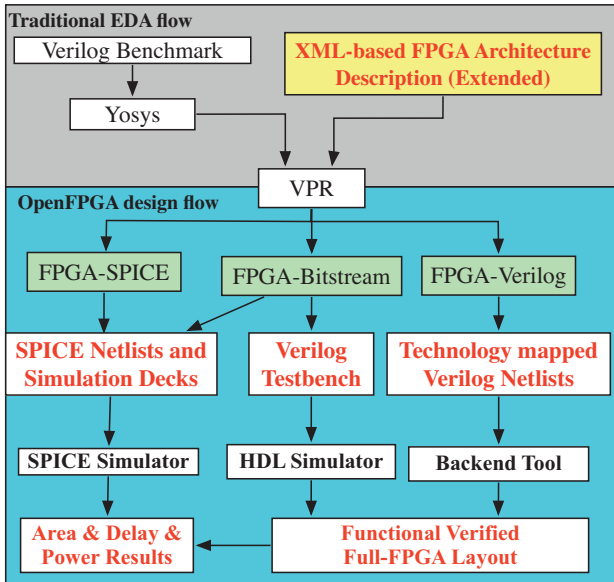 Traditional EDA flow
Verilog Benchmark
XML-based FPGA Architecture
Description (Extended)
Yosys
VPR
OpenFPGA design flow
FPGA-SPICE
FPGA-Bitstream
FPGA-Verilog
SPICE Netlists and
Simulation Decks
Verilog
Testbench
Technology mapped
Verilog Netlists
SPICE Simulator
HDL Simulator
Backend Tool
Area & Delay &
Power Results
Functional Verified
Full-FPGA Layout